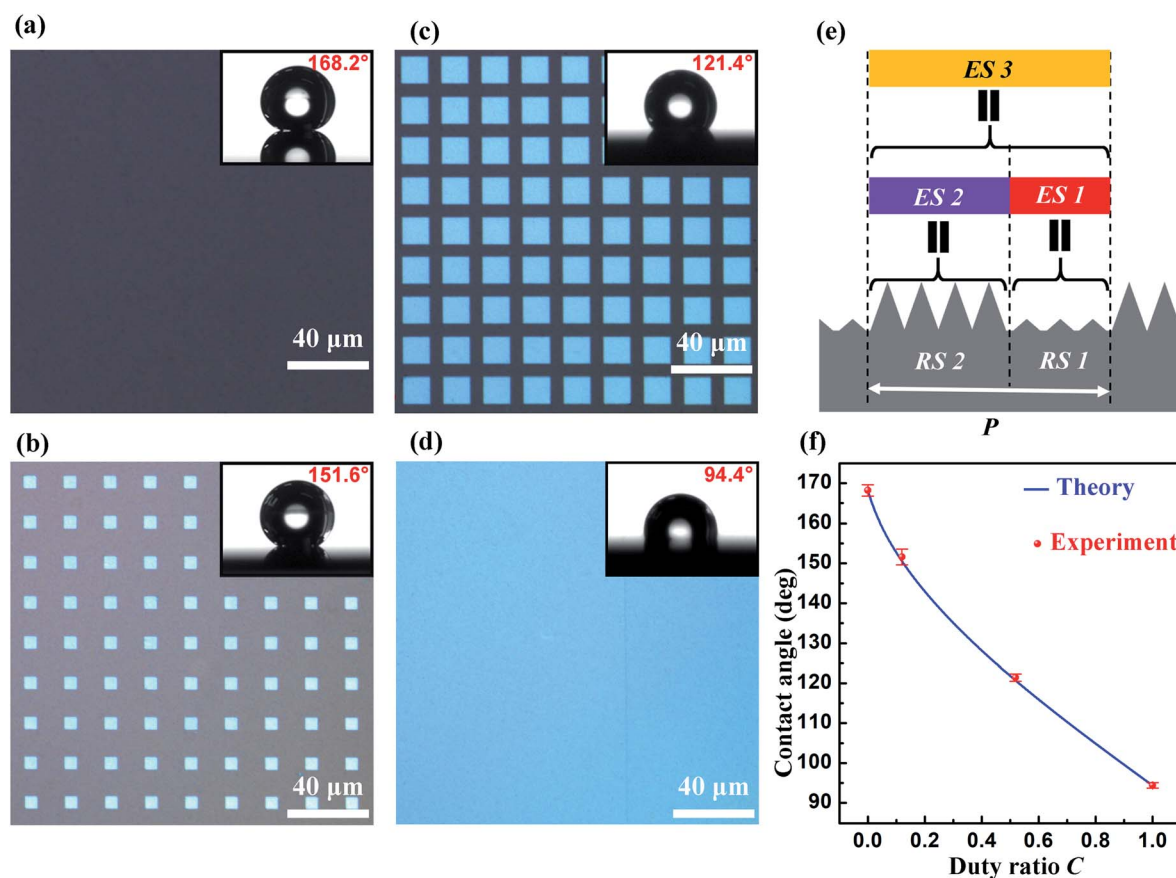 (a)
168.2°
40 µm
(b)
151.6°
40 µm
(c)
121.4°
40 µm
(d)
94.4°
40 µm
(e)
ES 3
ES 2
ES 1
RS 2
RS 1
P
(f)
170
160
150
140
130
120
110
100
90
Contact angle (deg)
Theory
Experiment
0.0 0.2 0.4 0.6 0.8 1.0
Duty ratio C